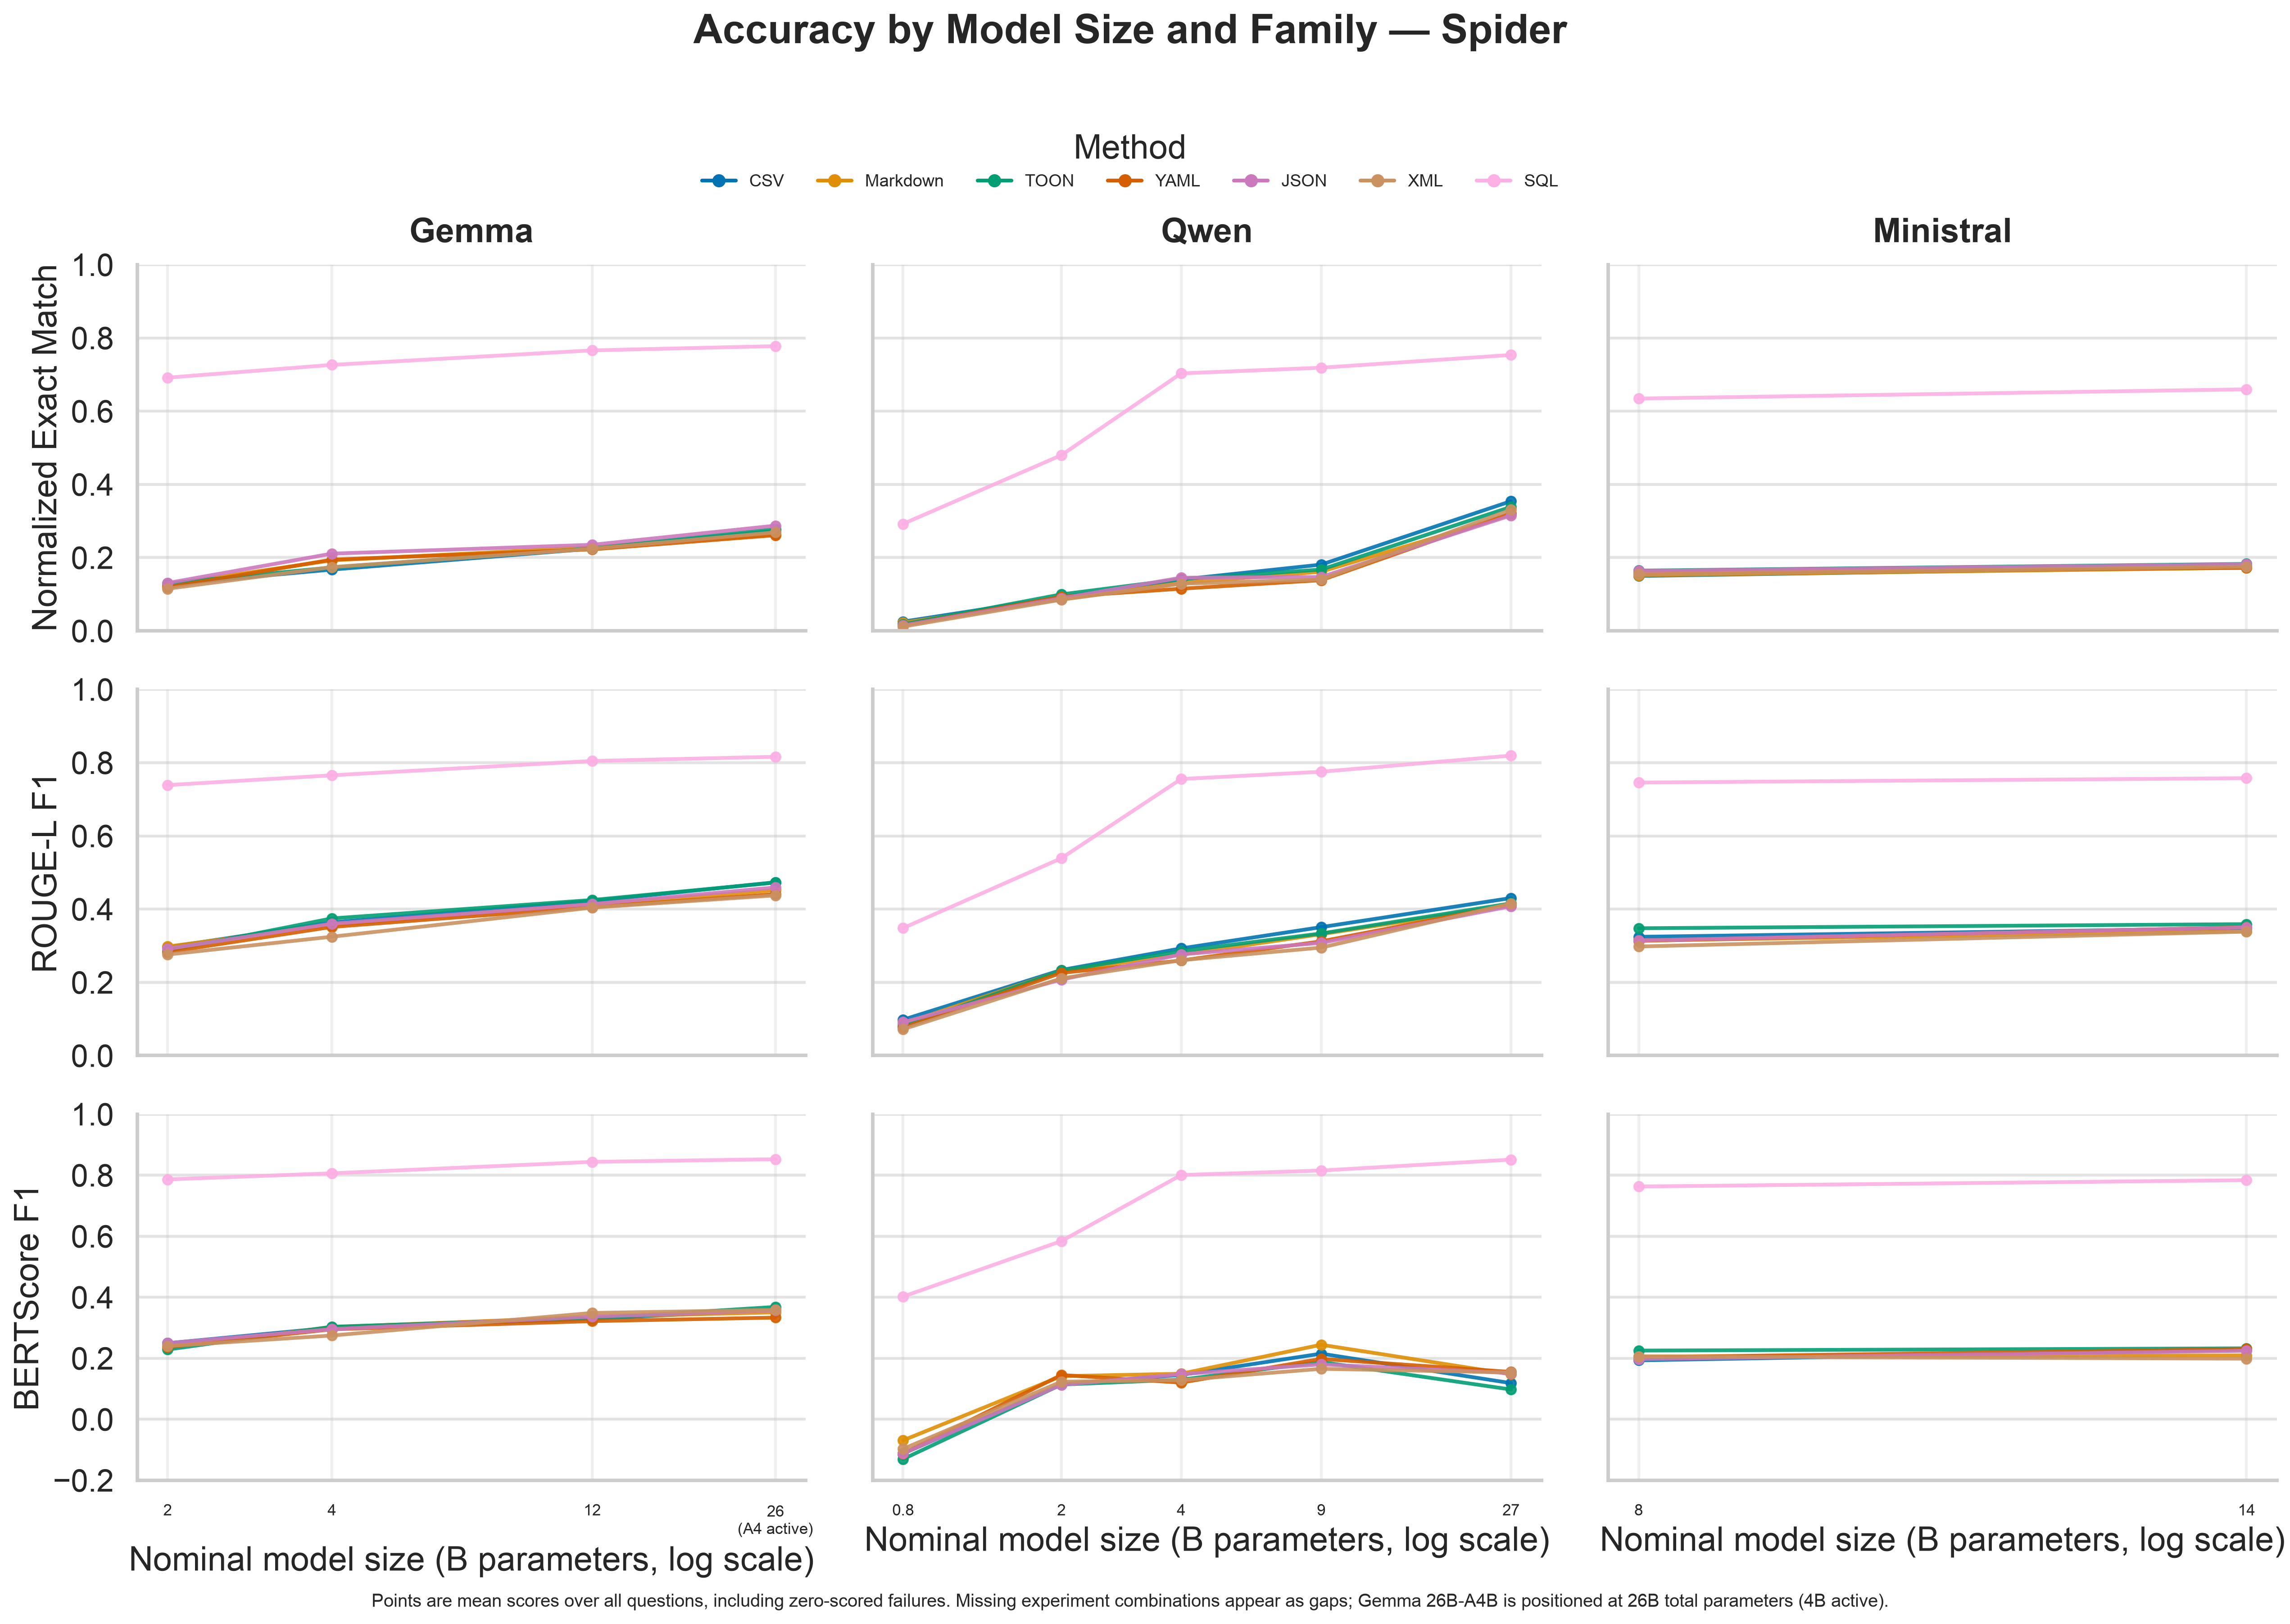 Accuracy by Model Size and Family — Spider
Method
CSV Markdown TOON YAML JSON XML SQL
Gemma Qwen Ministral
Normalized Exact Match
1.0
0.8
0.6
0.4
0.2
0.0
ROUGE-L F1
1.0
0.8
0.6
0.4
0.2
0.0
BERTScore F1
1.0
0.8
0.6
0.4
0.2
0.0
−0.2
2 4 12 26 0.8 2 4 9 27 8 14
(A4 active)
Nominal model size (B parameters, log scale)
Nominal model size (B parameters, log scale)
Nominal model size (B parameters, log scale)
Points are mean scores over all questions, including zero-scored failures. Missing experiment combinations appear as gaps; Gemma 26B-A4B is positioned at 26B total parameters (4B active).